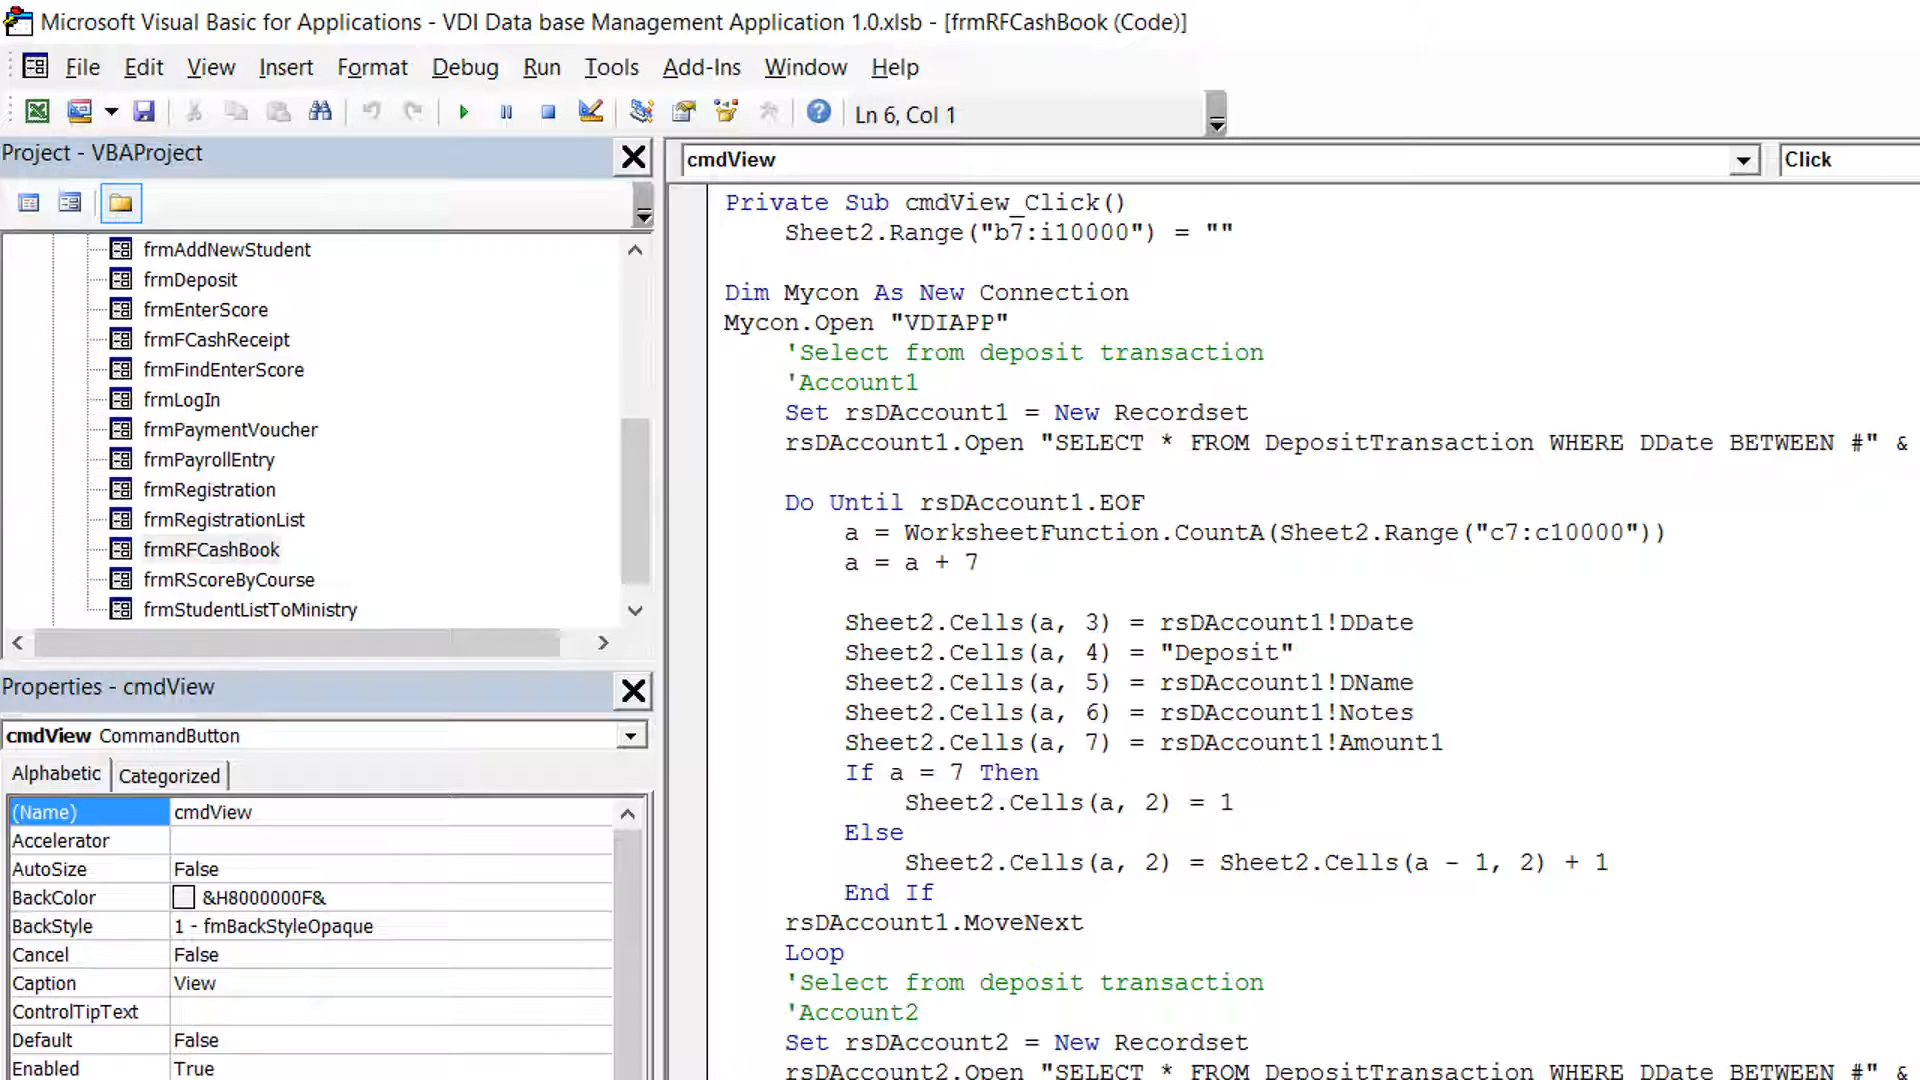 Microsoft Visual Basic for Applications - VDI Data base Management Application 1.0.xlsb - [frmRFCashBook (Code)]
File Edit View Insert Format Debug Run Tools Add-Ins Window Help
Ln 6, Col 1
Project - VBAProject
frmAddNewStudent
frmDeposit
frmEnterScore
frmFCashReceipt
frmFindEnterScore
frmLogIn
frmPaymentVoucher
frmPayrollEntry
frmRegistration
frmRegistrationList
frmRFCashBook
frmRScoreByCourse
frmStudentListToMinistry
Properties - cmdView
cmdView CommandButton
Alphabetic Categorized
(Name) cmdView
Accelerator
AutoSize False
BackColor &H8000000F&
BackStyle 1 - fmBackStyleOpaque
Cancel False
Caption View
ControlTipText
Default False
Enabled True
cmdView Click
Private Sub cmdView_Click()
Sheet2.Range("b7:i10000") = ""
Dim Mycon As New Connection
Mycon.Open "VDIAPP"
'Select from deposit transaction
'Account1
Set rsDAccount1 = New Recordset
rsDAccount1.Open "SELECT * FROM DepositTransaction WHERE DDate BETWEEN #" &
Do Until rsDAccount1.EOF
a = WorksheetFunction.CountA(Sheet2.Range("c7:c10000"))
a = a + 7
Sheet2.Cells(a, 3) = rsDAccount1!DDate
Sheet2.Cells(a, 4) = "Deposit"
Sheet2.Cells(a, 5) = rsDAccount1!DName
Sheet2.Cells(a, 6) = rsDAccount1!Notes
Sheet2.Cells(a, 7) = rsDAccount1!Amount1
If a = 7 Then
Sheet2.Cells(a, 2) = 1
Else
Sheet2.Cells(a, 2) = Sheet2.Cells(a - 1, 2) + 1
End If
rsDAccount1.MoveNext
Loop
'Select from deposit transaction
'Account2
Set rsDAccount2 = New Recordset
rsDAccount2.Open "SELECT * FROM DepositTransaction WHERE DDate BETWEEN #" &